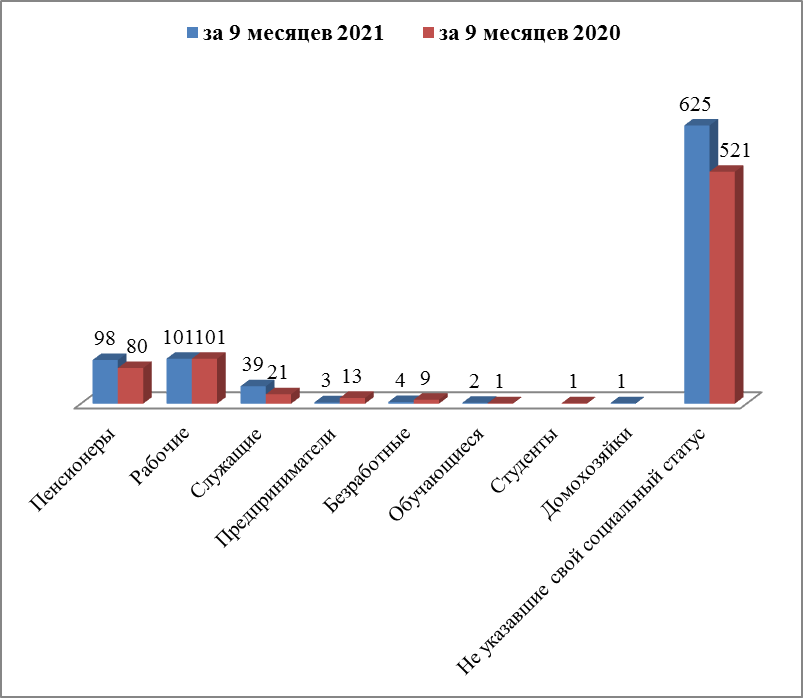 за 9 месяцев 2021 за 9 месяцев 2020
625
521
98
80
101
101
39
21
3
13
4
9
2
1
1
1
Пенсионеры
Рабочие
Служащие
Предприниматели
Безработные
Обучающиеся
Студенты
Домохозяйки
Не указавшие свой социальный статус